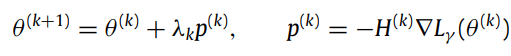 θ^{(k+1)} = θ^{(k)} + λ_k p^{(k)},      p^{(k)} = −H^{(k)}∇L_γ(θ^{(k)})